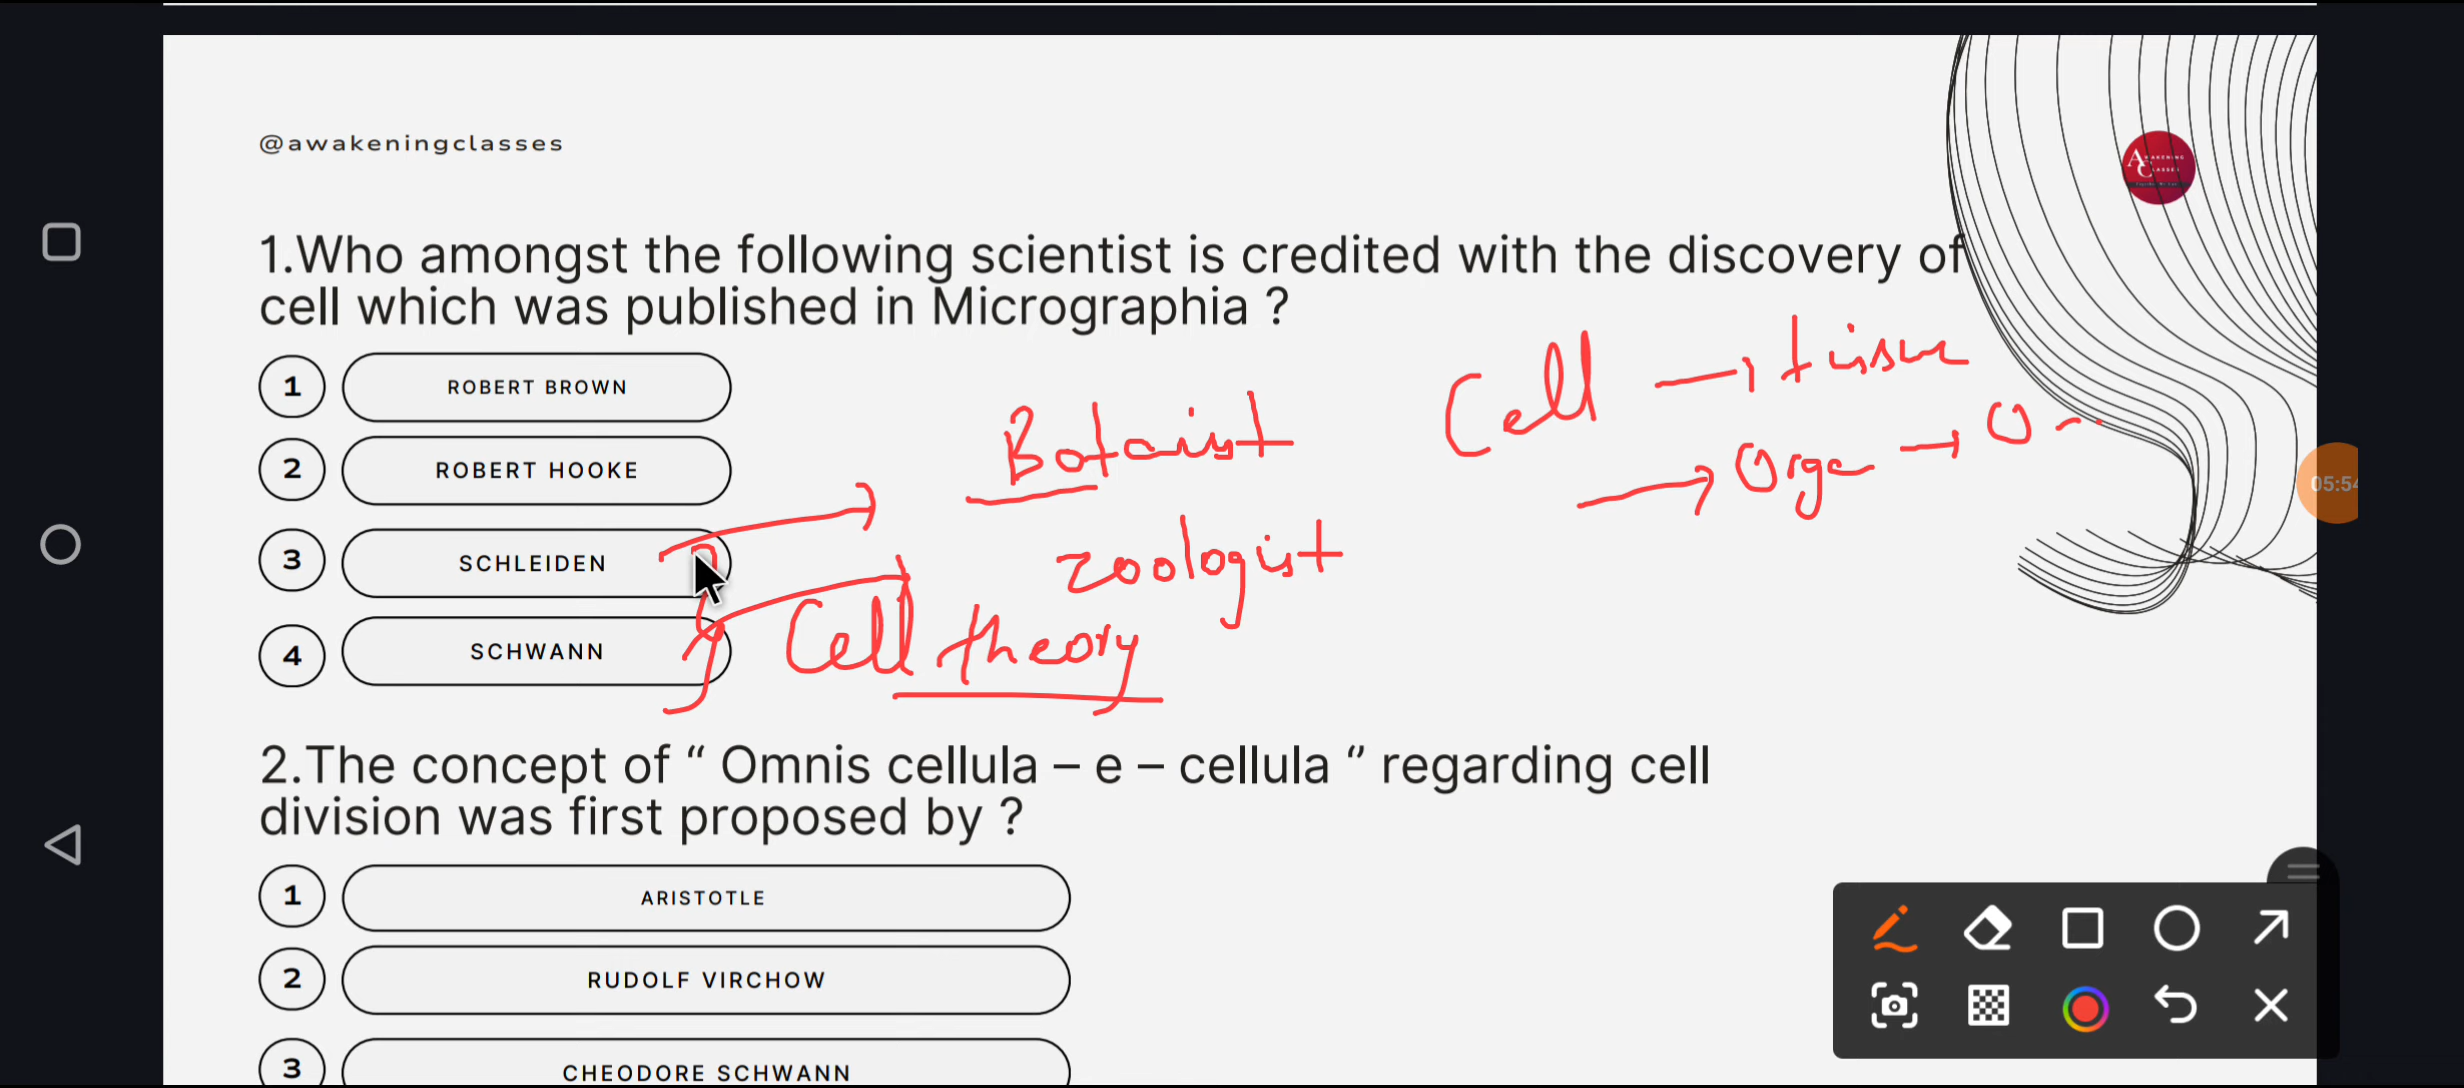 @awakeningclasses
1.Who amongst the following scientist is credited with the discovery of
cell which was published in Micrographia ?
1 ROBERT BROWN
2 ROBERT HOOKE
3 SCHLEIDEN
4 SCHWANN
Botanist
zoologist
Cell theory
Cell → tissue
→ Orga → O -
05:54
2.The concept of “ Omnis cellula – e – cellula ” regarding cell
division was first proposed by ?
1 ARISTOTLE
2 RUDOLF VIRCHOW
3 CHEODORE SCHWANN